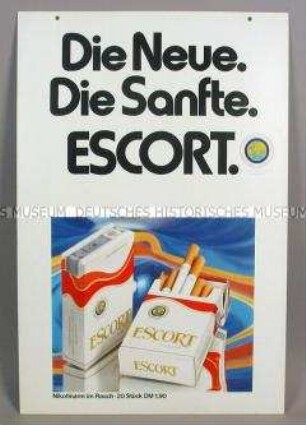 Die Neue.
Die Sanfte.
ESCORT.
MUSEUM DEUTSCHES HISTORISCHES MUSEUM
ESCORT
ESCORT
ESCORT
Nikotinarm im Rauch · 20 Stück DM 1,90